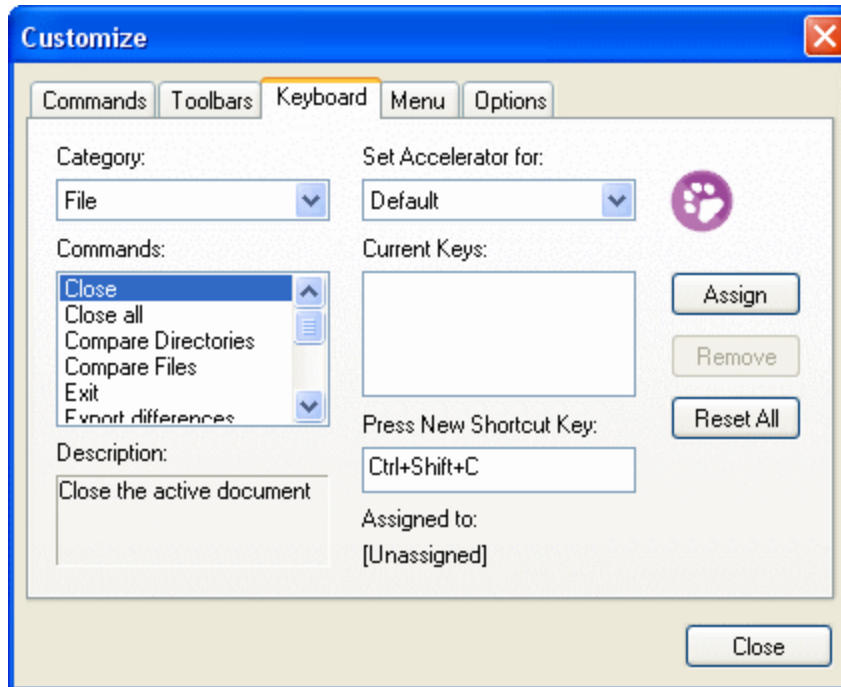 Customize
Commands Toolbars Keyboard Menu Options
Category:
File
Commands:
Close
Close all
Compare Directories
Compare Files
Exit
Export differences
Description:
Close the active document
Set Accelerator for:
Default
Current Keys:
Press New Shortcut Key:
Ctrl+Shift+C
Assigned to:
[Unassigned]
Assign
Remove
Reset All
Close